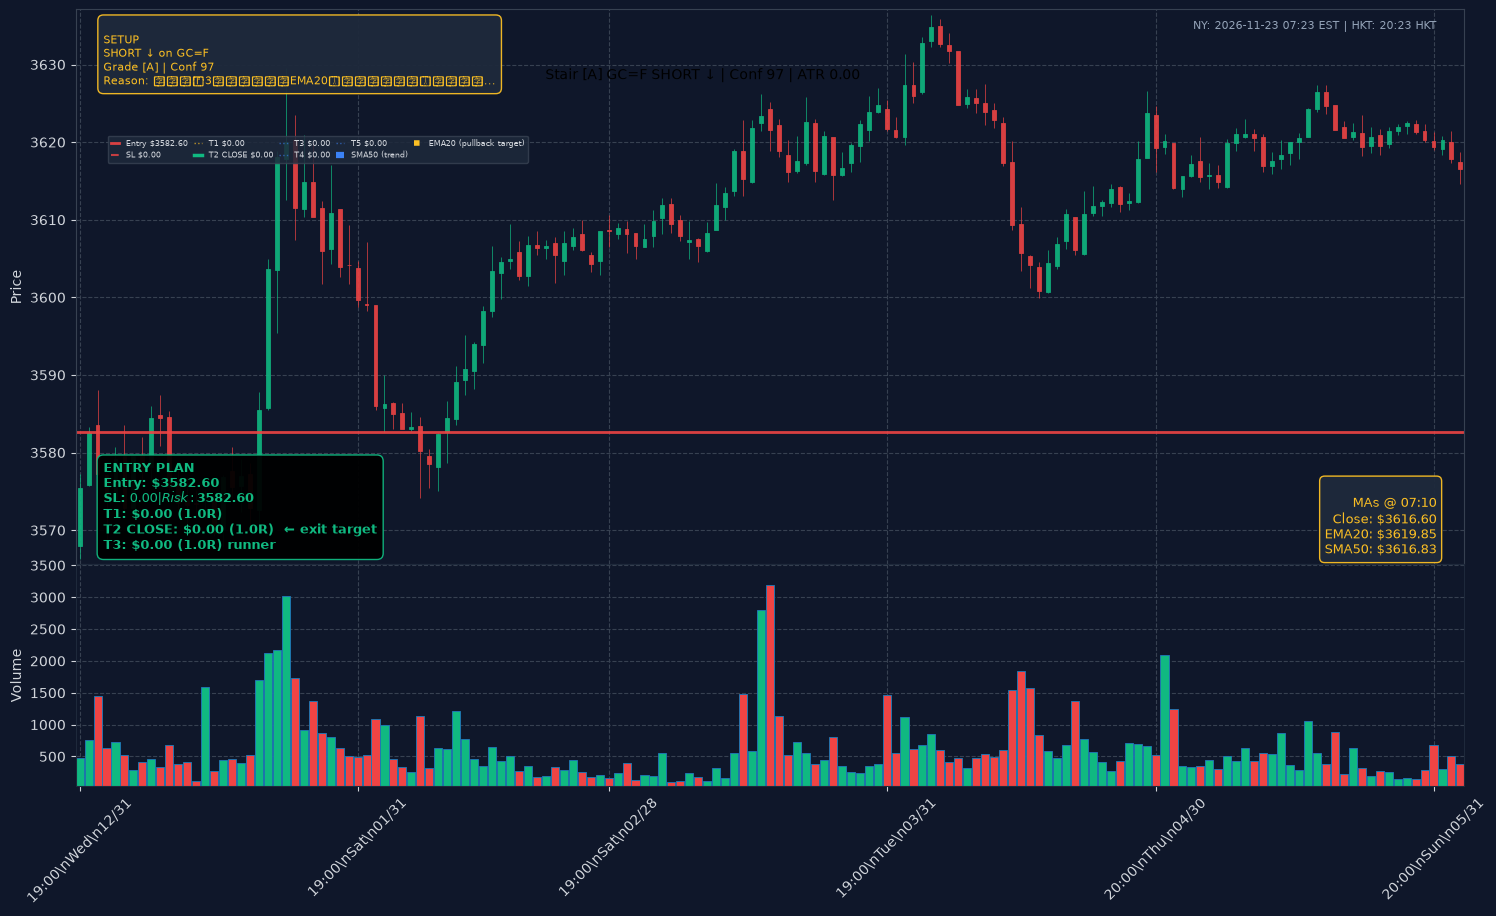 SETUP
SHORT ↓ on GC=F
Grade [A] | Conf 97
Reason: 3EMA20...
NY: 2026-11-23 07:23 EST | HKT: 20:23 HKT
Stair [A] GC=F SHORT ↓ | Conf 97 | ATR 0.00
Entry $3582.60
T1 $0.00
T3 $0.00
T5 $0.00
EMA20 (pullback target)
SL $0.00
T2 CLOSE $0.00
T4 $0.00
SMA50 (trend)
Price
3630
3620
3610
3600
3590
3580
3570
ENTRY PLAN
Entry: $3582.60
SL: 0.00|Risk:3582.60
T1: $0.00 (1.0R)
T2 CLOSE: $0.00 (1.0R) ← exit target
T3: $0.00 (1.0R) runner
MAs @ 07:10
Close: $3616.60
EMA20: $3619.85
SMA50: $3616.83
Volume
3500
3000
2500
2000
1500
1000
500
19:00\nWed\n12/31
19:00\nSat\n01/31
19:00\nSat\n02/28
19:00\nTue\n03/31
20:00\nThu\n04/30
20:00\nSun\n05/31